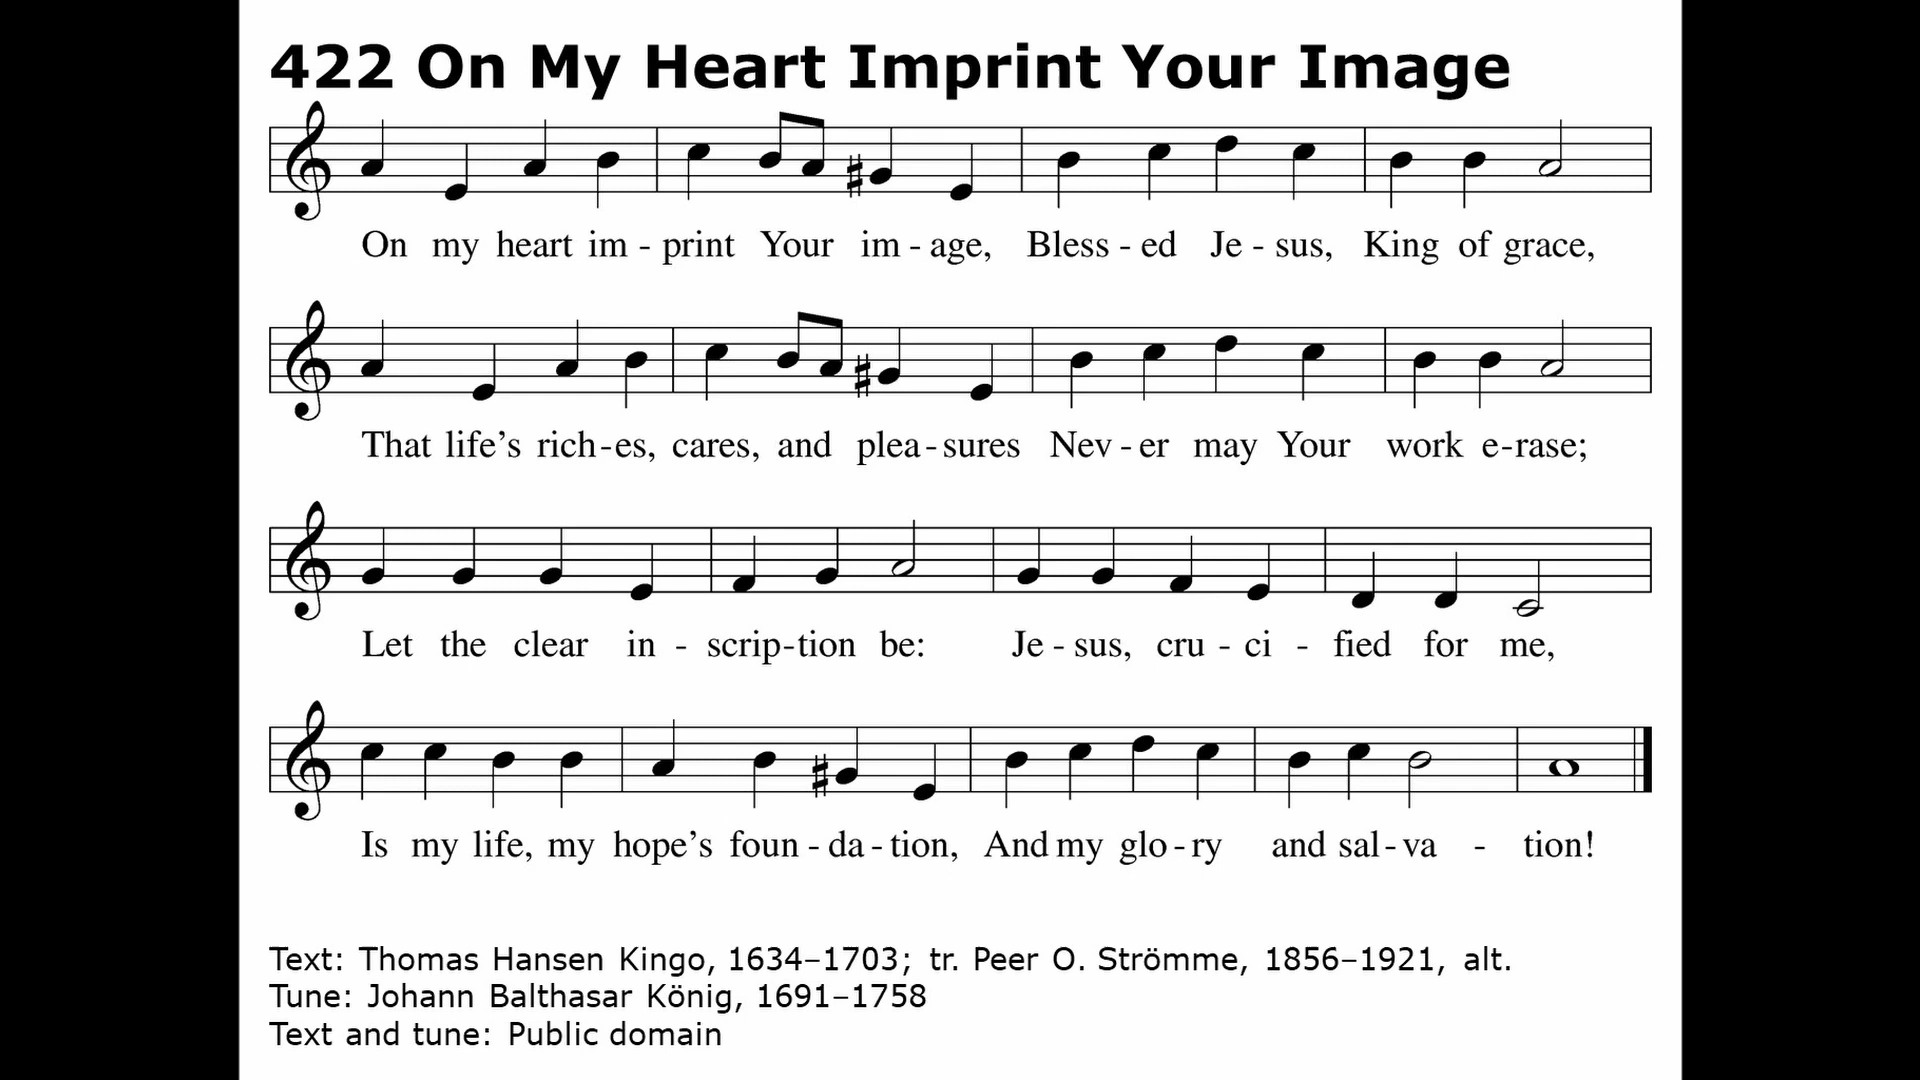 422 On My Heart Imprint Your Image
On my heart im - print Your im - age, Bless - ed Je - sus, King of grace,
That life’s rich - es, cares, and plea - sures Nev - er may Your work e - rase;
Let the clear in - scrip - tion be: Je - sus, cru - ci - fied for me,
Is my life, my hope’s foun - da - tion, And my glo - ry and sal - va - tion!
Text: Thomas Hansen Kingo, 1634–1703; tr. Peer O. Strömme, 1856–1921, alt.
Tune: Johann Balthasar König, 1691–1758
Text and tune: Public domain